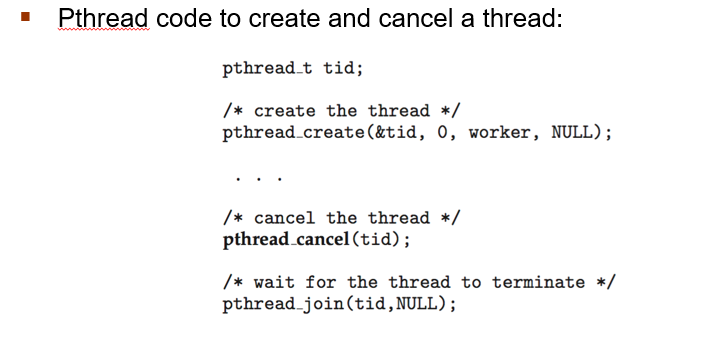 ▪ Pthread code to create and cancel a thread:
pthread_t tid;
/* create the thread */
pthread_create(&tid, 0, worker, NULL);
. . .
/* cancel the thread */
pthread_cancel(tid);
/* wait for the thread to terminate */
pthread_join(tid,NULL);